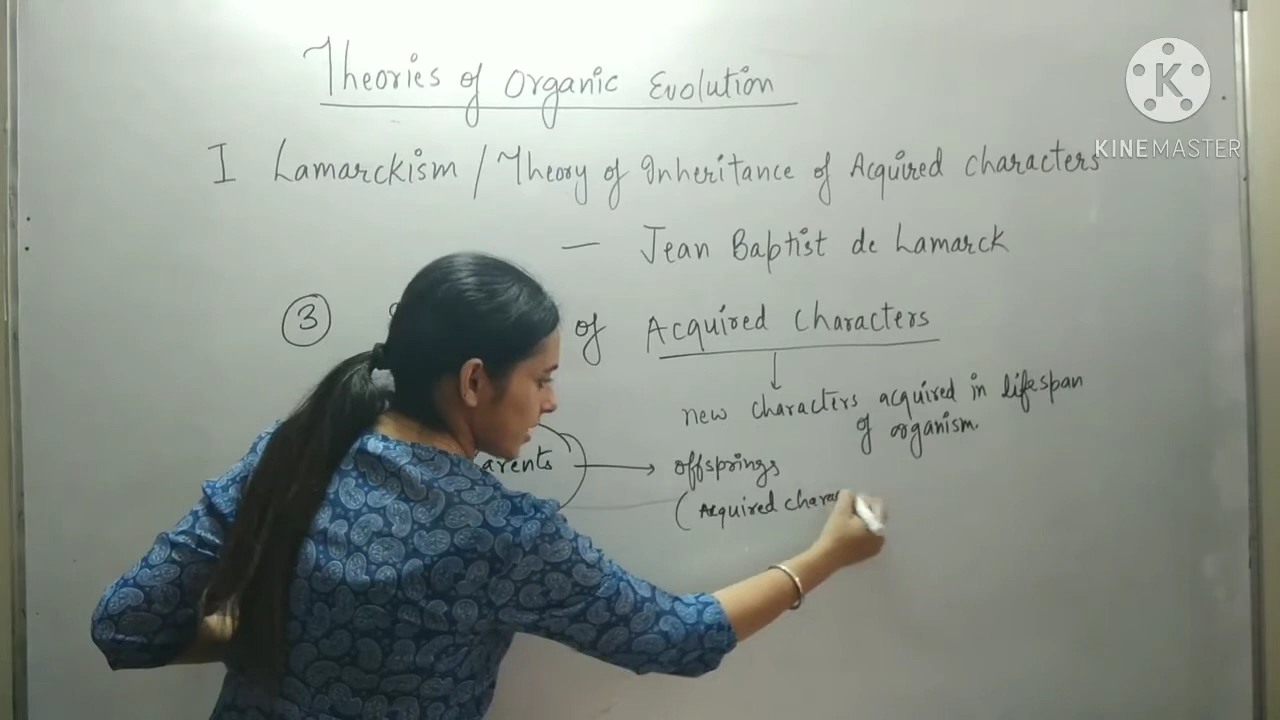 Theories of Organic Evolution
K
KINEMASTER
I Lamarckism / Theory of Inheritance of Acquired characters
— Jean Baptist de Lamarck
3 of Acquired characters
new characters acquired in lifespan
of organism.
arents → offsprings
(Acquired charac